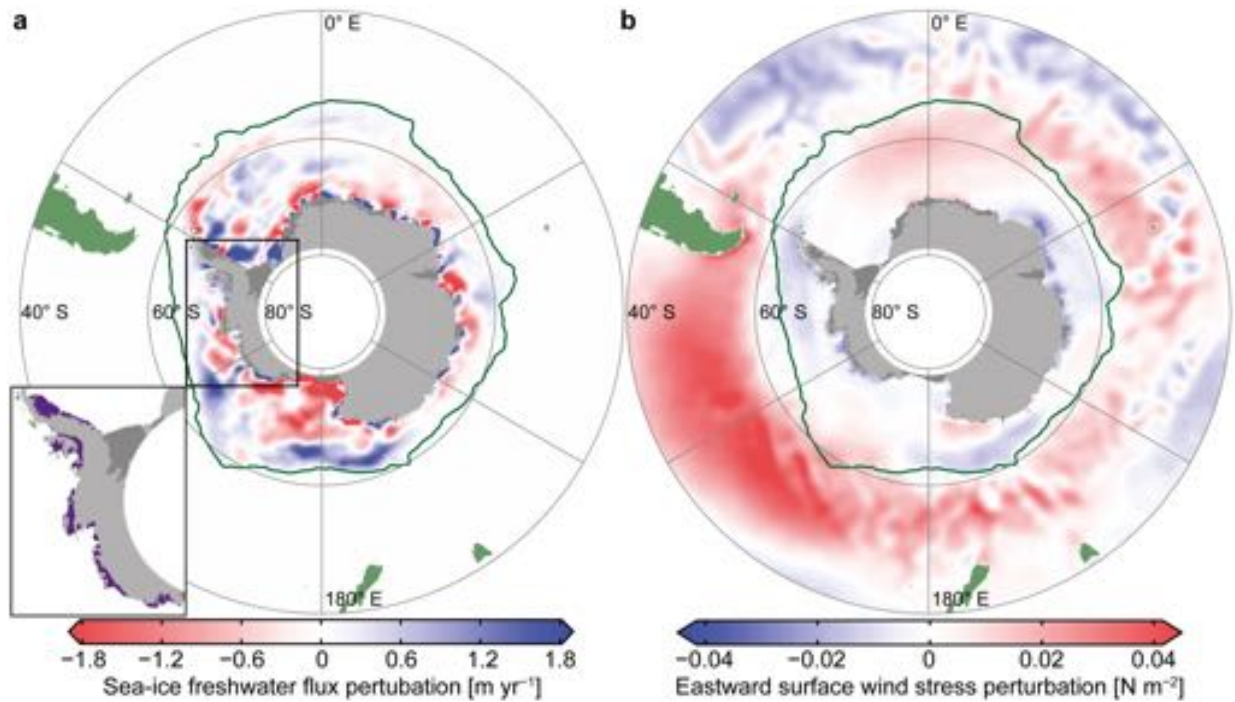 a
b
0° E
0° E
40° S
60° S
80° S
40° S
60° S
80° S
180° E
180° E
−1.8 −1.2 −0.6 0 0.6 1.2 1.8
Sea-ice freshwater flux pertubation [m yr⁻¹]
−0.04 −0.02 0 0.02 0.04
Eastward surface wind stress perturbation [N m⁻²]